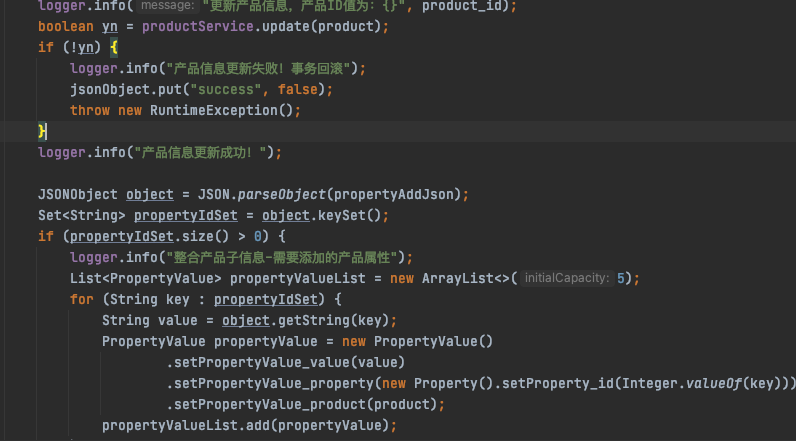 logger.info( message: "更新产品信息，产品ID值为：{}", product_id);
boolean yn = productService.update(product);
if (!yn) {
logger.info("产品信息更新失败！事务回滚");
jsonObject.put("success", false);
throw new RuntimeException();
}
logger.info("产品信息更新成功！");
JSONObject object = JSON.parseObject(propertyAddJson);
Set<String> propertyIdSet = object.keySet();
if (propertyIdSet.size() > 0) {
logger.info("整合产品子信息-需要添加的产品属性");
List<PropertyValue> propertyValueList = new ArrayList<>( initialCapacity: 5);
for (String key : propertyIdSet) {
String value = object.getString(key);
PropertyValue propertyValue = new PropertyValue()
.setPropertyValue_value(value)
.setPropertyValue_property(new Property().setProperty_id(Integer.valueOf(key)))
.setPropertyValue_product(product);
propertyValueList.add(propertyValue);